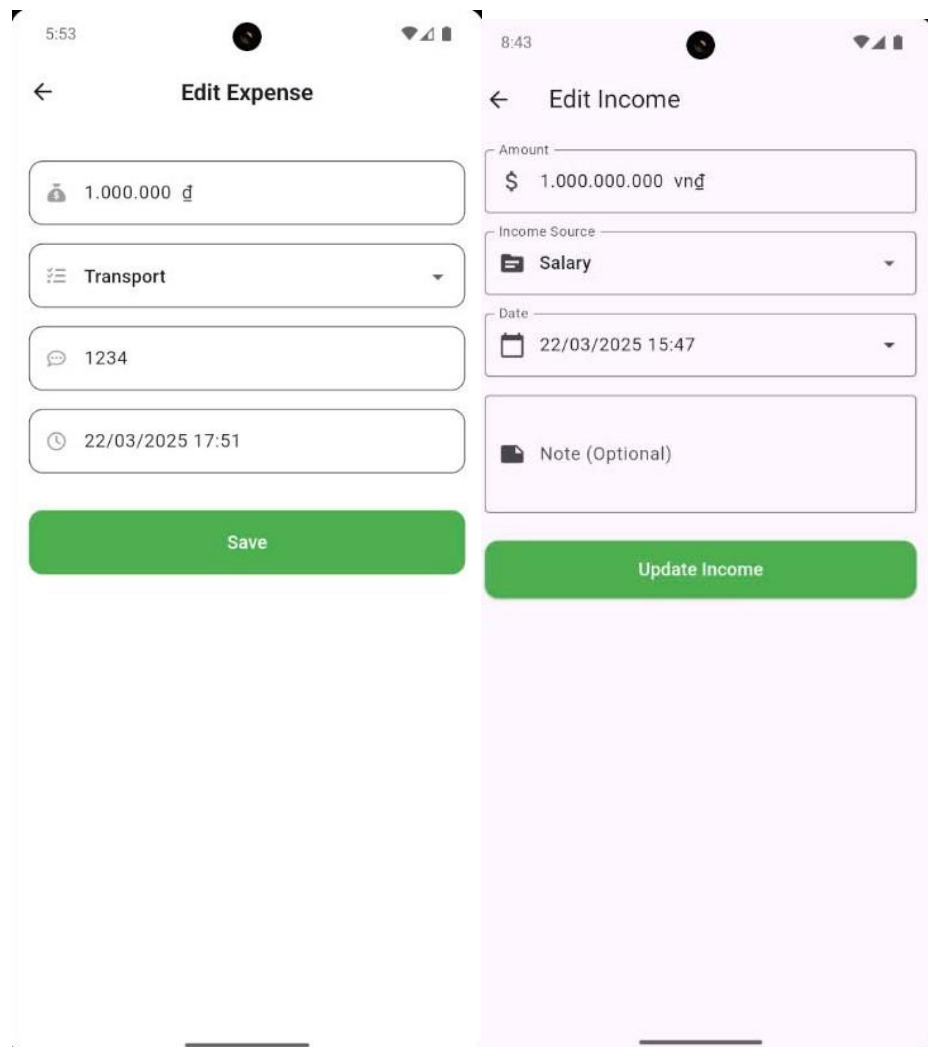 5:53
Edit Expense
1.000.000 ₫
Transport
1234
22/03/2025 17:51
Save
8:43
Edit Income
Amount
$ 1.000.000.000 vn₫
Income Source
Salary
Date
22/03/2025 15:47
Note (Optional)
Update Income